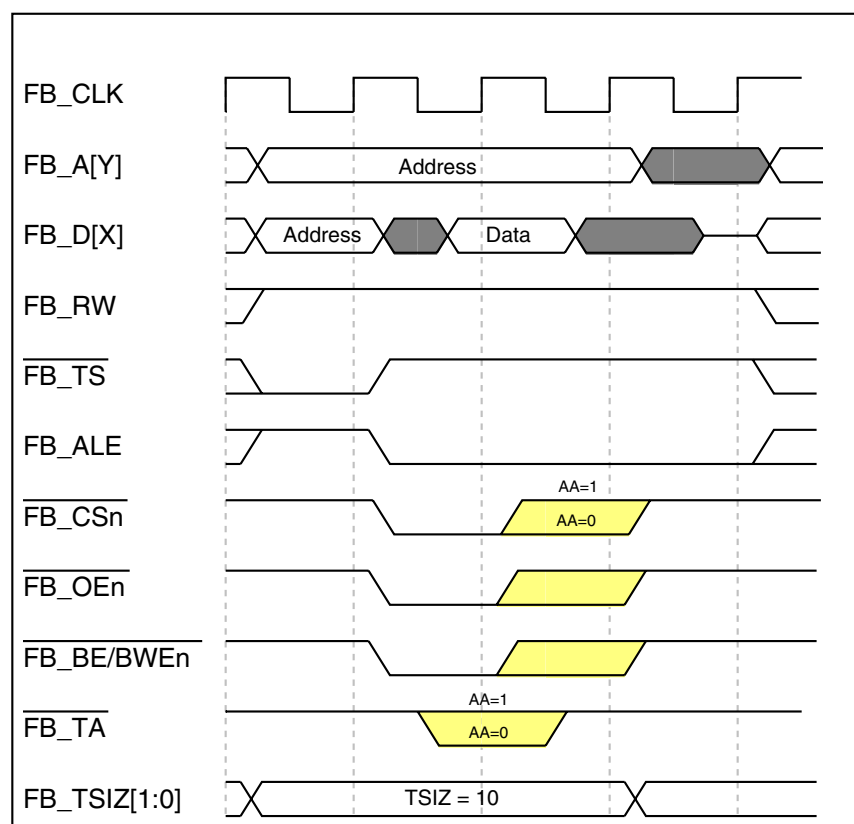 FB_CLK
FB_A[Y] Address
FB_D[X] Address Data
FB_RW
FB_TS
FB_ALE
AA=1
FB_CSn AA=0
FB_OEn
FB_BE/BWEn
AA=1
FB_TA AA=0
FB_TSIZ[1:0] TSIZ = 10